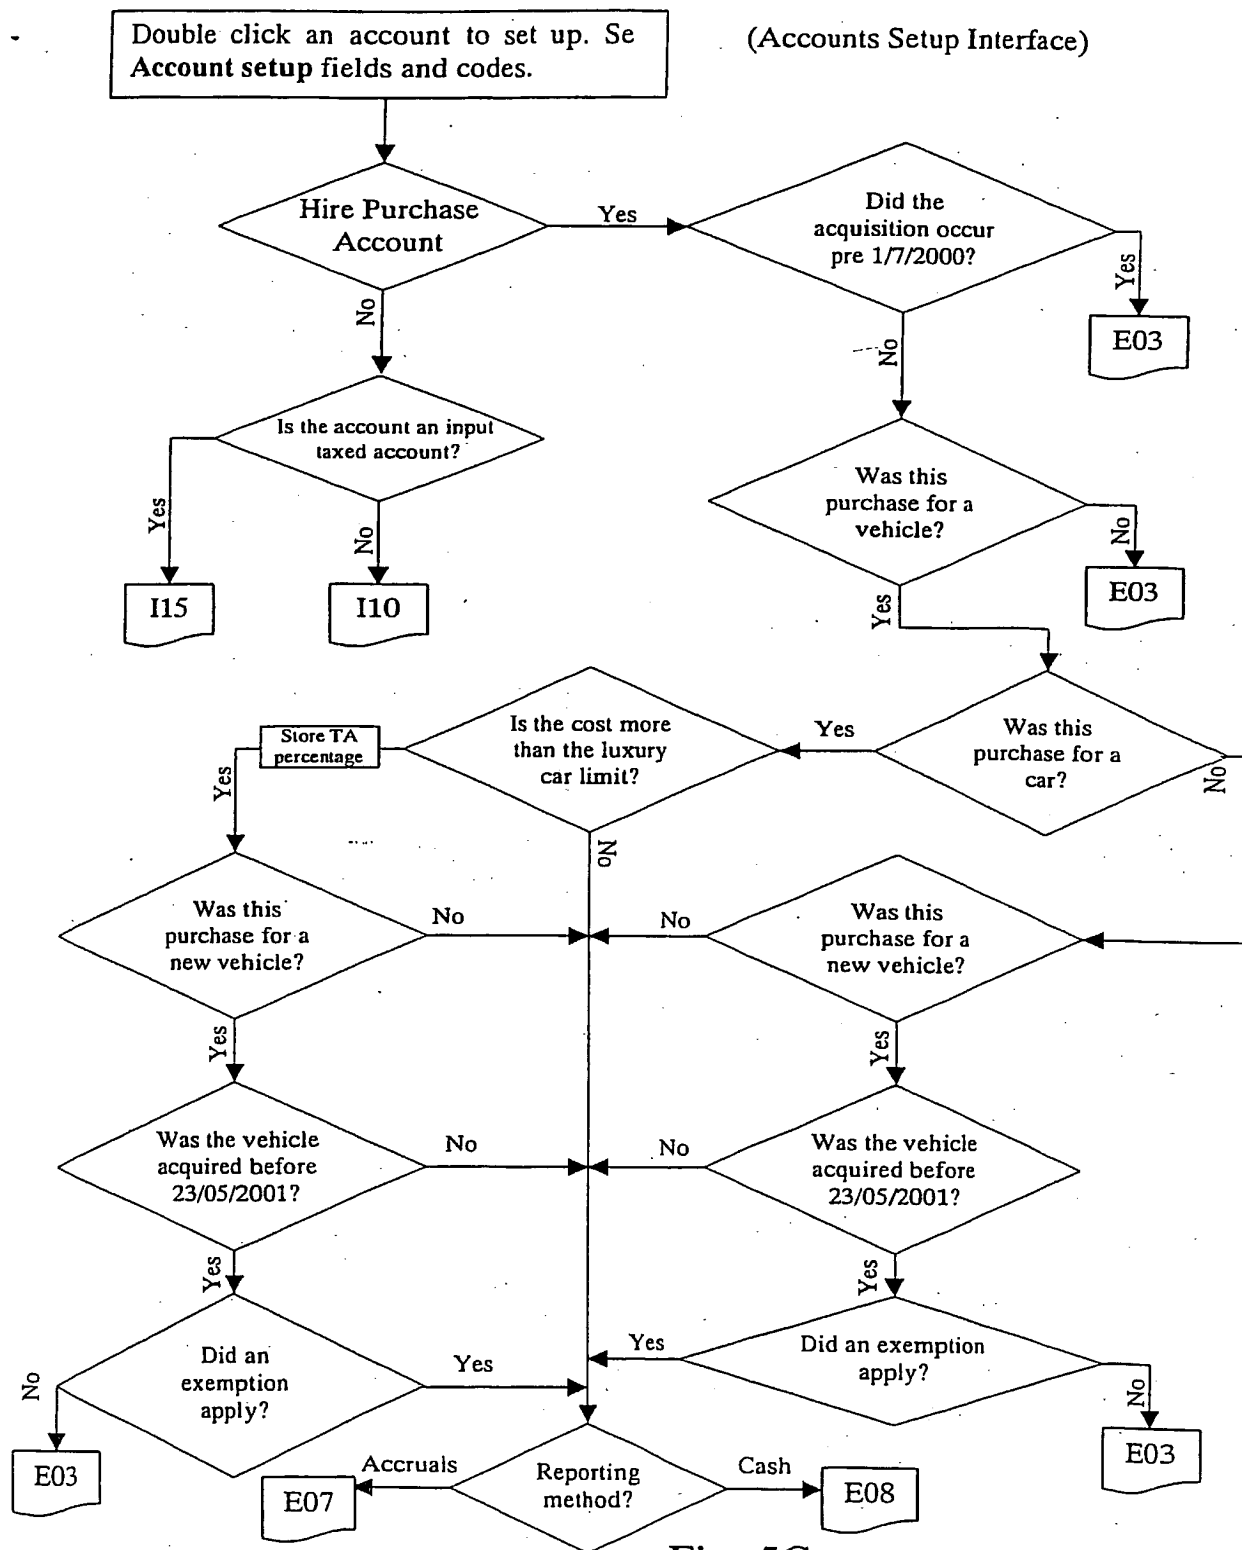 Double click an account to set up. Se
Account setup fields and codes.
(Accounts Setup Interface)
Hire Purchase
Account
Yes
Did the
acquisition occur
pre 1/7/2000?
Yes
E03
No
No
Is the account an input
taxed account?
Yes
No
I15
I10
Was this
purchase for a
vehicle?
No
E03
Yes
Was this
purchase for a
car?
Yes
No
Is the cost more
than the luxury
car limit?
Store TA
percentage
Yes
No
Was this
purchase for a
new vehicle?
No
No
Was this
purchase for a
new vehicle?
Yes
Yes
Was the vehicle
acquired before
23/05/2001?
No
No
Was the vehicle
acquired before
23/05/2001?
Yes
Yes
Did an
exemption
apply?
Yes
Yes
Did an exemption
apply?
No
No
E03
E03
Reporting
method?
Accruals
Cash
E07
E08